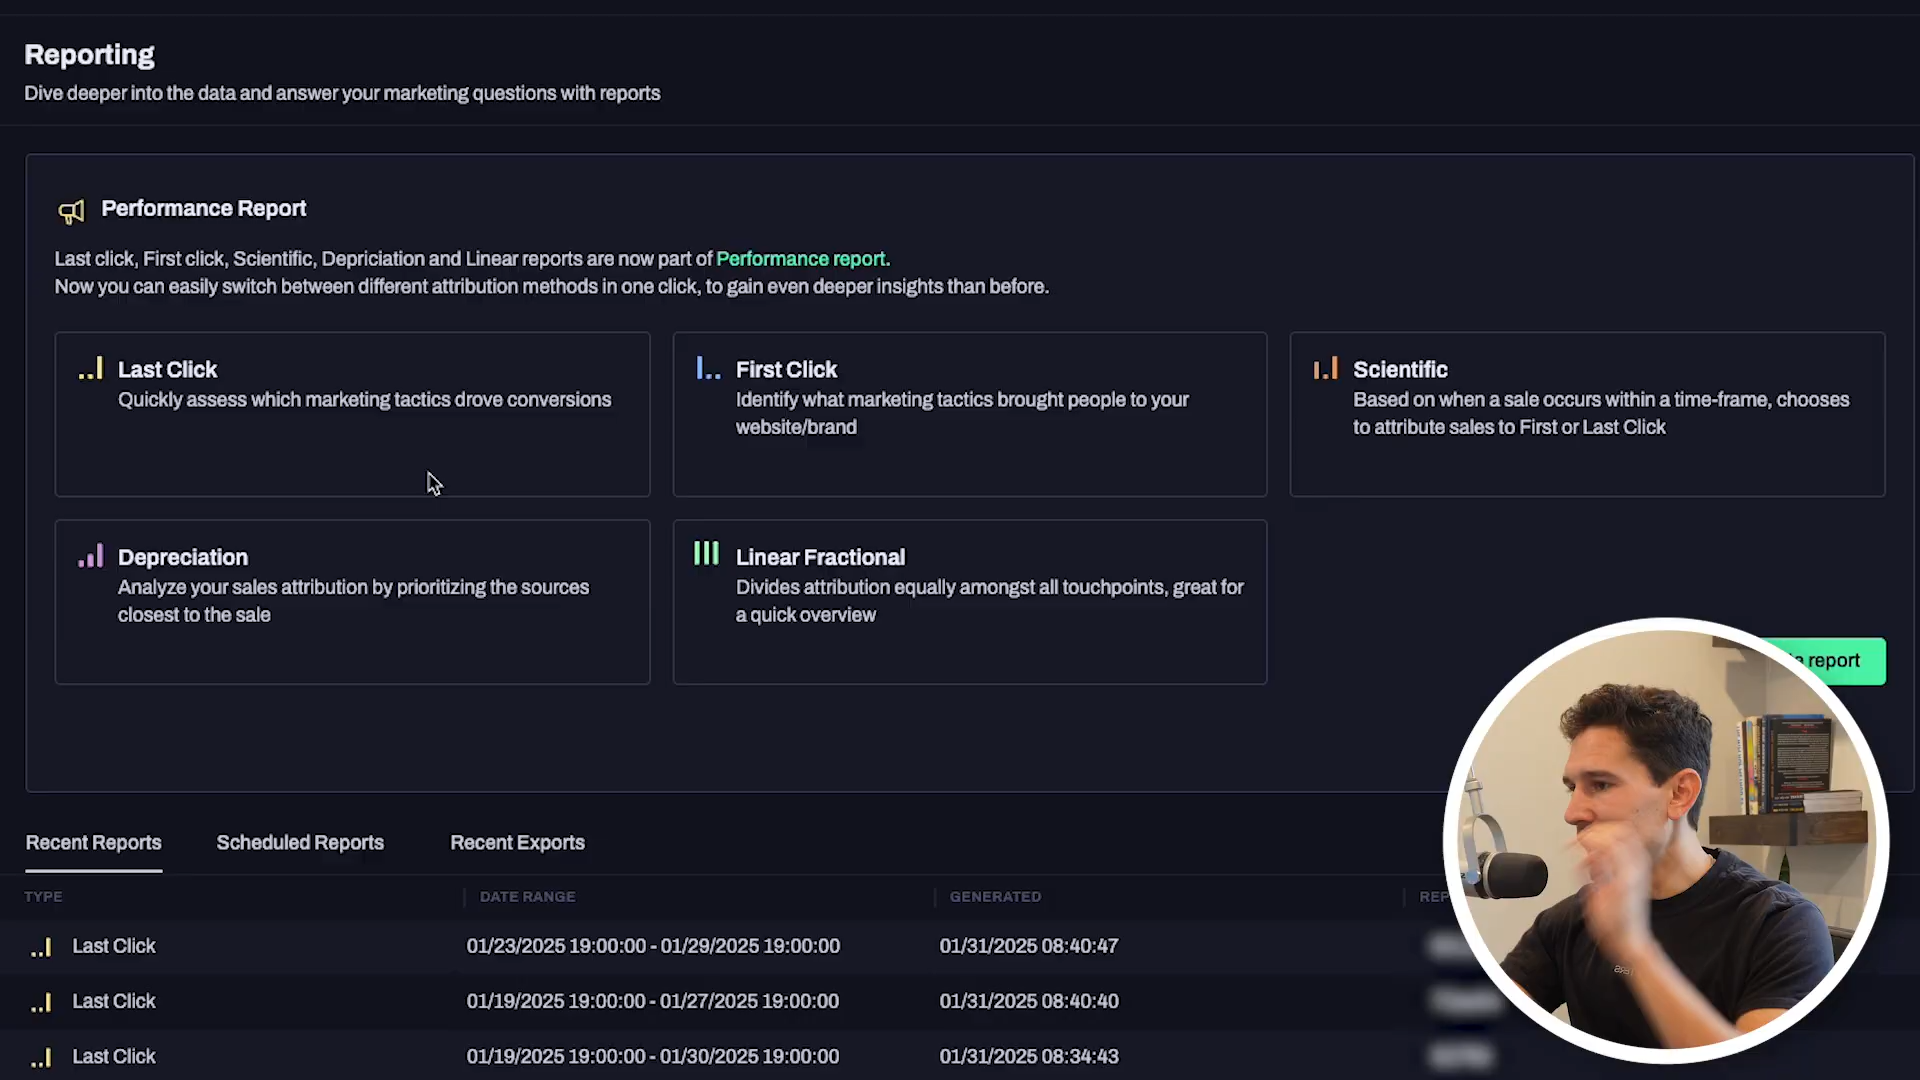 Reporting
Dive deeper into the data and answer your marketing questions with reports
Performance Report
Last click, First click, Scientific, Depriciation and Linear reports are now part of Performance report.
Now you can easily switch between different attribution methods in one click, to gain even deeper insights than before.
Last Click
Quickly assess which marketing tactics drove conversions
First Click
Identify what marketing tactics brought people to your
website/brand
Scientific
Based on when a sale occurs within a time-frame, chooses
to attribute sales to First or Last Click
Depreciation
Analyze your sales attribution by prioritizing the sources
closest to the sale
Linear Fractional
Divides attribution equally amongst all touchpoints, great for
a quick overview
report
Recent Reports
Scheduled Reports
Recent Exports
TYPE
DATE RANGE
GENERATED
Last Click
01/23/2025 19:00:00 - 01/29/2025 19:00:00
01/31/2025 08:40:47
Last Click
01/19/2025 19:00:00 - 01/27/2025 19:00:00
01/31/2025 08:40:40
Last Click
01/19/2025 19:00:00 - 01/30/2025 19:00:00
01/31/2025 08:34:43